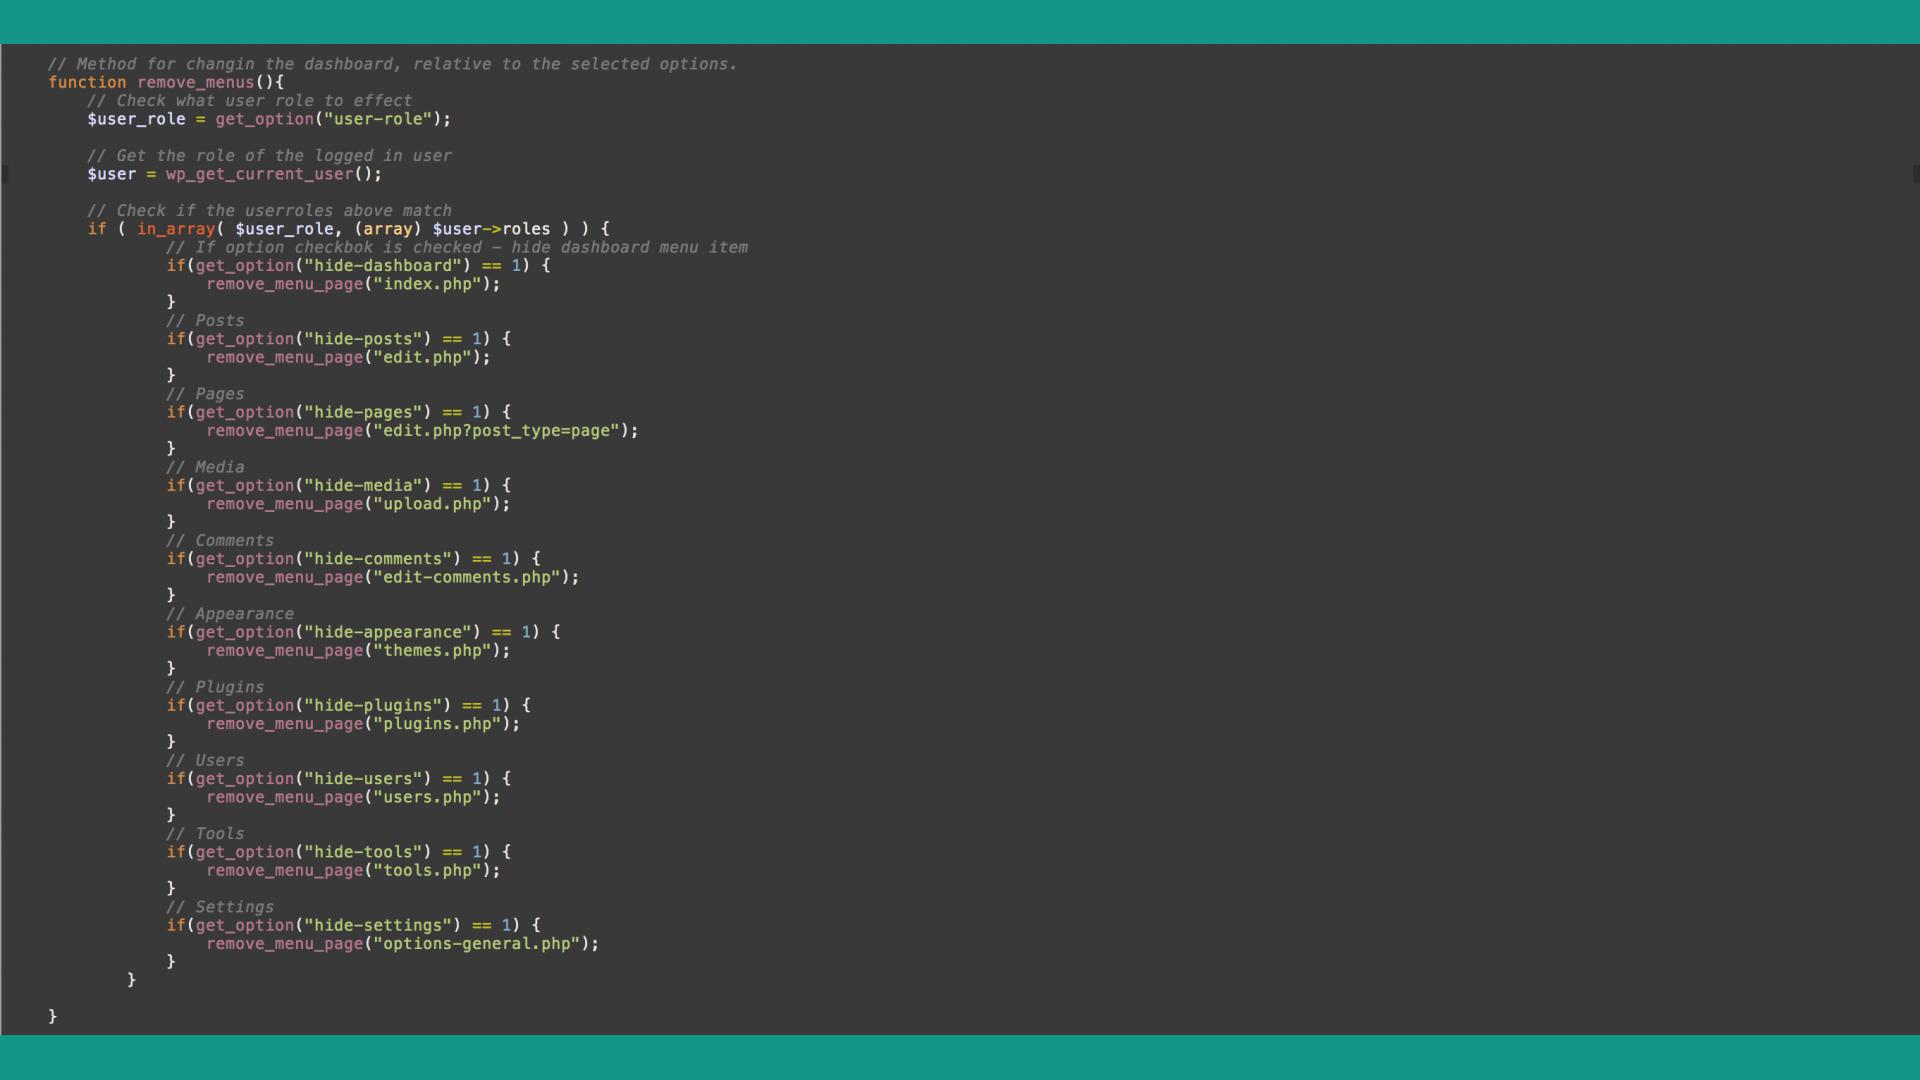 // Method for changin the dashboard, relative to the selected options.
function remove_menus(){
// Check what user role to effect
$user_role = get_option("user-role");
// Get the role of the logged in user
$user = wp_get_current_user();
// Check if the userroles above match
if ( in_array( $user_role, (array) $user->roles ) ) {
// If option checkbok is checked – hide dashboard menu item
if(get_option("hide-dashboard") == 1) {
remove_menu_page("index.php");
}
// Posts
if(get_option("hide-posts") == 1) {
remove_menu_page("edit.php");
}
// Pages
if(get_option("hide-pages") == 1) {
remove_menu_page("edit.php?post_type=page");
}
// Media
if(get_option("hide-media") == 1) {
remove_menu_page("upload.php");
}
// Comments
if(get_option("hide-comments") == 1) {
remove_menu_page("edit-comments.php");
}
// Appearance
if(get_option("hide-appearance") == 1) {
remove_menu_page("themes.php");
}
// Plugins
if(get_option("hide-plugins") == 1) {
remove_menu_page("plugins.php");
}
// Users
if(get_option("hide-users") == 1) {
remove_menu_page("users.php");
}
// Tools
if(get_option("hide-tools") == 1) {
remove_menu_page("tools.php");
}
// Settings
if(get_option("hide-settings") == 1) {
remove_menu_page("options-general.php");
}
}
}